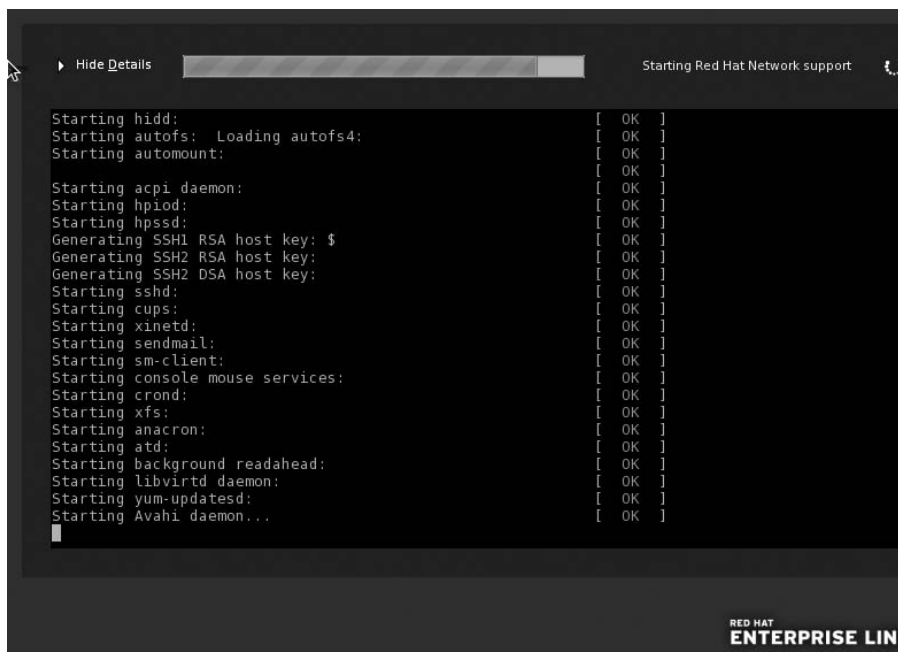 Hide Details
Starting Red Hat Network support
Starting hidd: [ OK ]
Starting autofs: Loading autofs4: [ OK ]
Starting automount: [ OK ]
[ OK ]
Starting acpi daemon: [ OK ]
Starting hpiod: [ OK ]
Starting hpssd: [ OK ]
Generating SSH1 RSA host key: $ [ OK ]
Generating SSH2 RSA host key: [ OK ]
Generating SSH2 DSA host key: [ OK ]
Starting sshd: [ OK ]
Starting cups: [ OK ]
Starting xinetd: [ OK ]
Starting sendmail: [ OK ]
Starting sm-client: [ OK ]
Starting console mouse services: [ OK ]
Starting crond: [ OK ]
Starting xfs: [ OK ]
Starting anacron: [ OK ]
Starting atd: [ OK ]
Starting background readahead: [ OK ]
Starting libvirtd daemon: [ OK ]
Starting yum-updatesd: [ OK ]
Starting Avahi daemon... [ OK ]
RED HAT
ENTERPRISE LIN